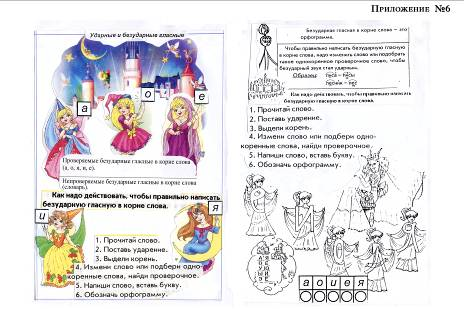 Приложение №6
Ударные и безударные гласные
а
о
е
Проверяемые безударные гласные в корне слова
(а, о, я, и, е).
Непроверяемые безударные гласные в корне слова
(словарь).
Как надо действовать, чтобы правильно написать
безударную гласную в корне слова.
и
я
1. Прочитай слово.
2. Поставь ударение.
3. Выдели корень.
4. Измени слово или подбери одно-
коренные слова, найди проверочное.
5. Напиши слово, вставь букву.
6. Обозначь орфограмму.
Безударная гласная в корне слова – это
орфограмма.
Чтобы правильно написать безударную гласную
в корне слова, надо изменить слово или подобрать
такое однокоренное проверочное слово, чтобы
безударный звук стал ударным.
Образец:
Как надо действовать, чтобы правильно написать
безударную гласную в корне слова.
1. Прочитай слово.
2. Поставь ударение.
3. Выдели корень.
4. Измени слово или подбери одно-
коренные слова, найди проверочное.
5. Напиши слово, вставь букву.
6. Обозначь орфограмму.
а о и е я